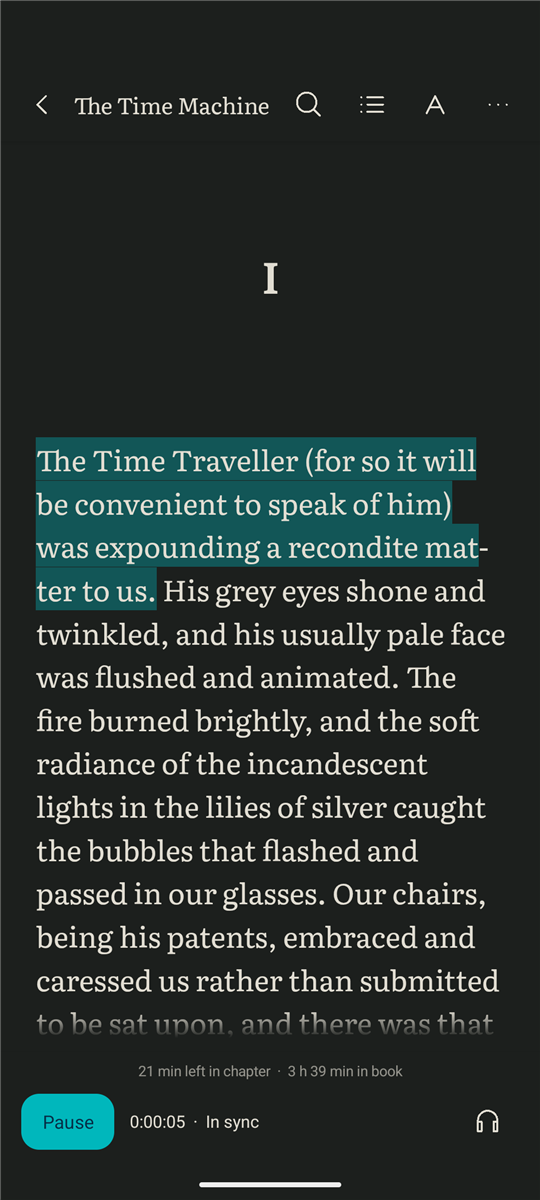 The Time Machine
I
The Time Traveller (for so it will
be convenient to speak of him)
was expounding a recondite mat-
ter to us. His grey eyes shone and
twinkled, and his usually pale face
was flushed and animated. The
fire burned brightly, and the soft
radiance of the incandescent
lights in the lilies of silver caught
the bubbles that flashed and
passed in our glasses. Our chairs,
being his patents, embraced and
caressed us rather than submitted
to be sat upon, and there was that
21 min left in chapter · 3 h 39 min in book
Pause 0:00:05 · In sync